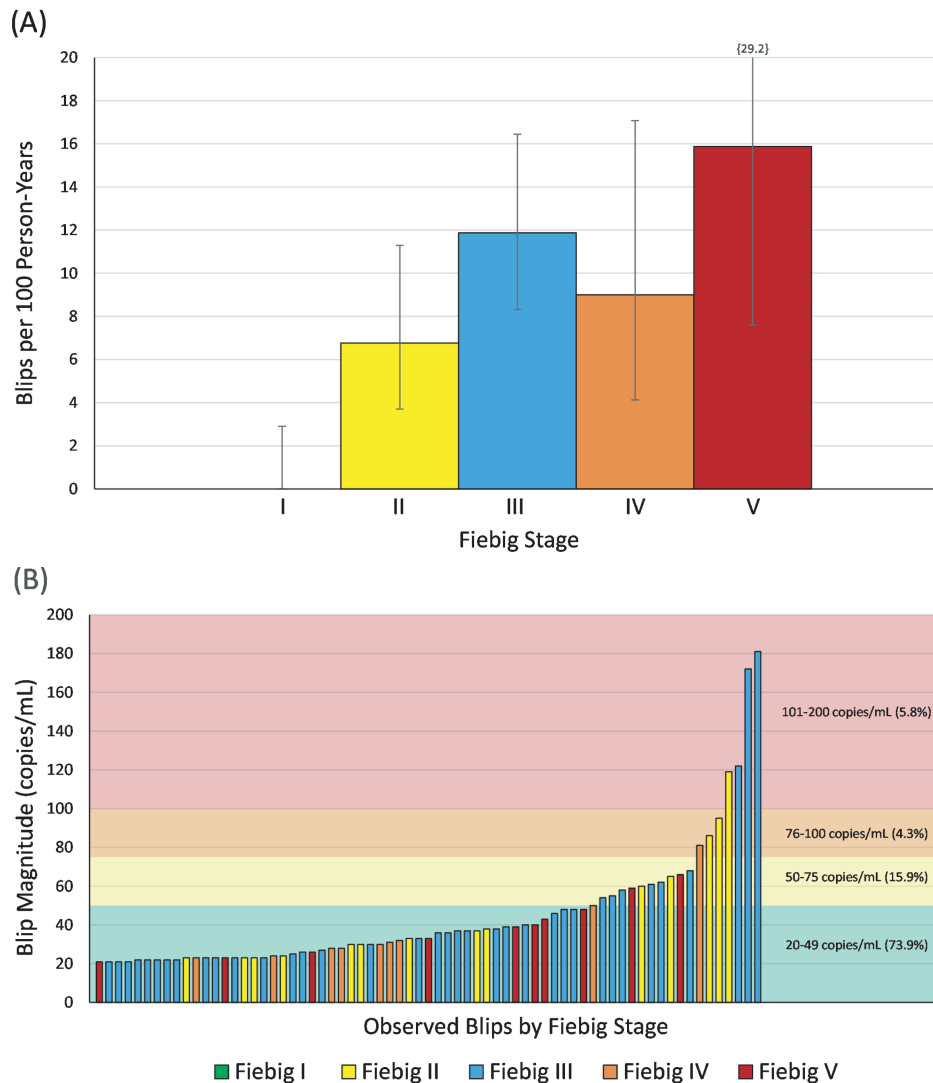 (A)
Blips per 100 Person-Years
20
18
16
14
12
10
8
6
4
2
0
{29.2}
I II III IV V
Fiebig Stage
(B)
Blip Magnitude (copies/mL)
200
180
160
140
120
100
80
60
40
20
0
101-200 copies/mL (5.8%)
76-100 copies/mL (4.3%)
50-75 copies/mL (15.9%)
20-49 copies/mL (73.9%)
Observed Blips by Fiebig Stage
Fiebig I Fiebig II Fiebig III Fiebig IV Fiebig V